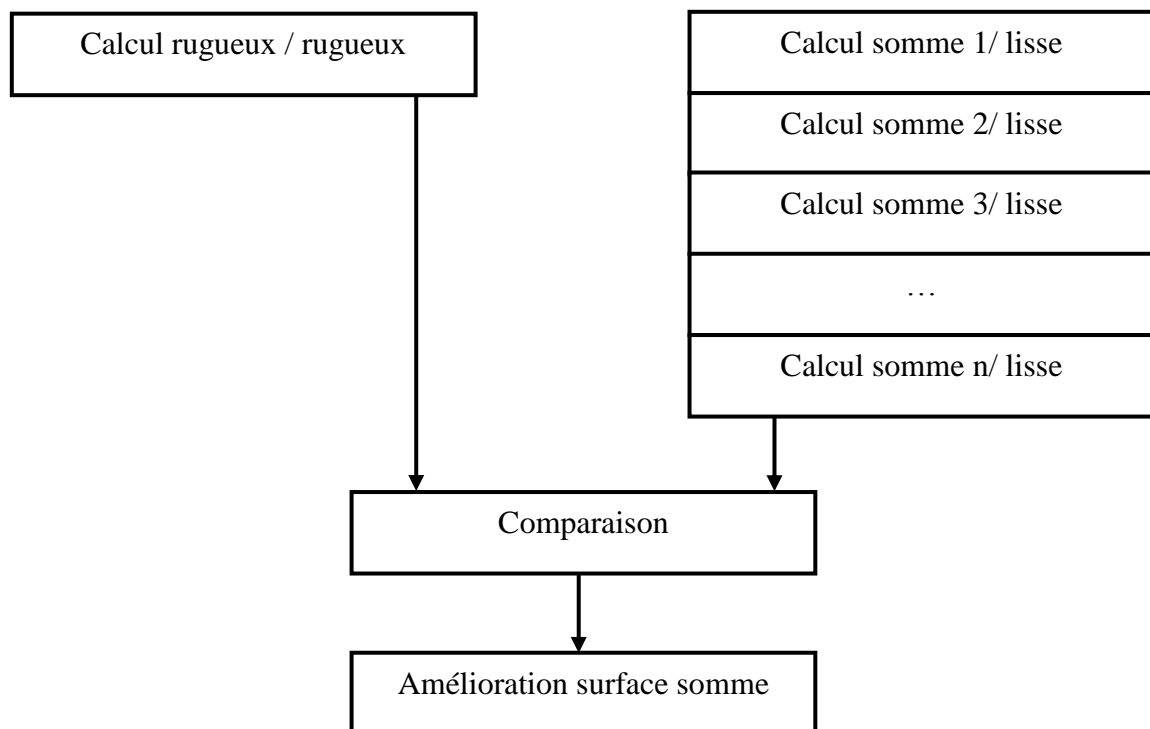 Calcul rugueux / rugueux
Calcul somme 1/ lisse
Calcul somme 2/ lisse
Calcul somme 3/ lisse
…
Calcul somme n/ lisse
Comparaison
Amélioration surface somme